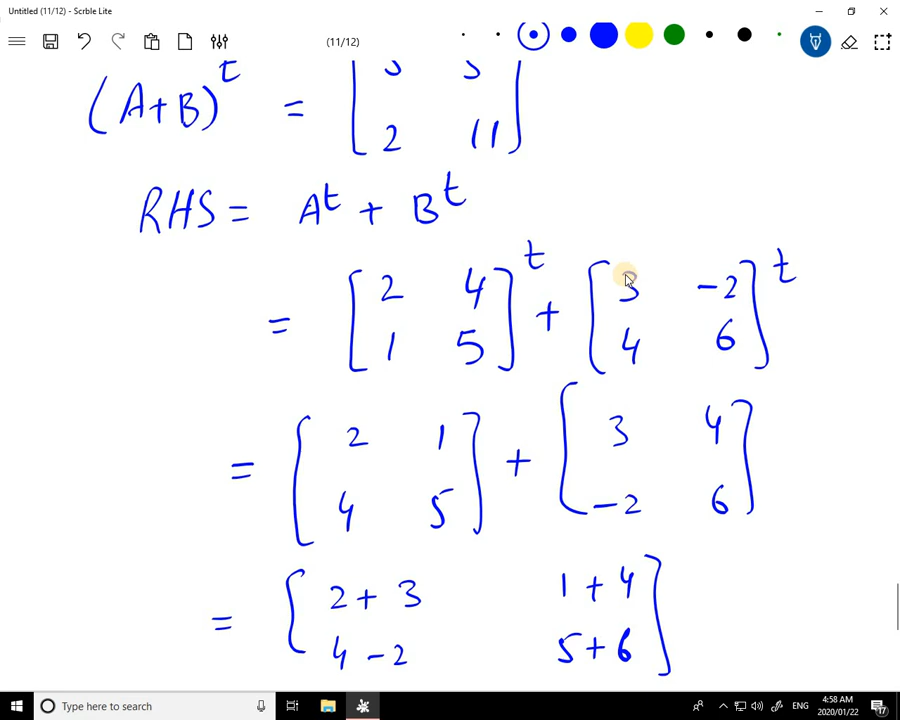 Untitled (11/12) - Scrble Lite
(11/12)
(A+B)^t = [
2 11]
RHS = A^t + B^t
= [2 4
1 5]^t + [3 -2
4 6]^t
= [2 1
4 5] + [3 4
-2 6]
= [2+3 1+4
4-2 5+6]
Type here to search
ENG
4:58 AM
2020/01/22
17